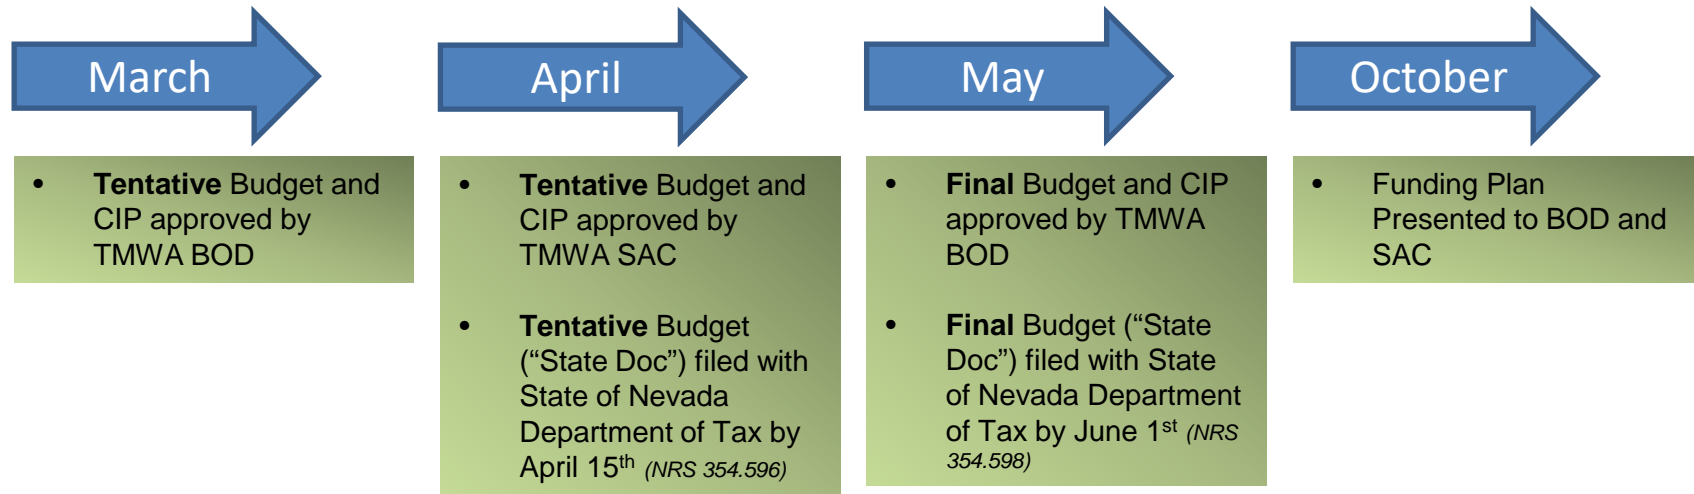 March
• Tentative Budget and
CIP approved by
TMWA BOD
April
• Tentative Budget and
CIP approved by
TMWA SAC
• Tentative Budget
(“State Doc”) filed with
State of Nevada
Department of Tax by
April 15th (NRS 354.596)
May
• Final Budget and CIP
approved by TMWA
BOD
• Final Budget (“State
Doc”) filed with State
of Nevada Department
of Tax by June 1st (NRS
354.598)
October
• Funding Plan
Presented to BOD and
SAC